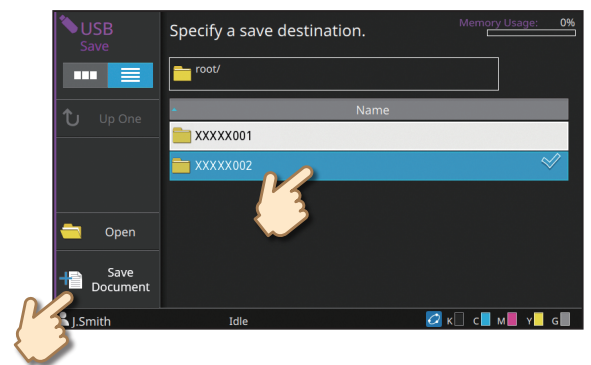 USB
Save
Specify a save destination.
Memory Usage: 0%
root/
Up One
Name
XXXXX001
XXXXX002
Open
Save
Document
J.Smith
Idle
K C M Y G